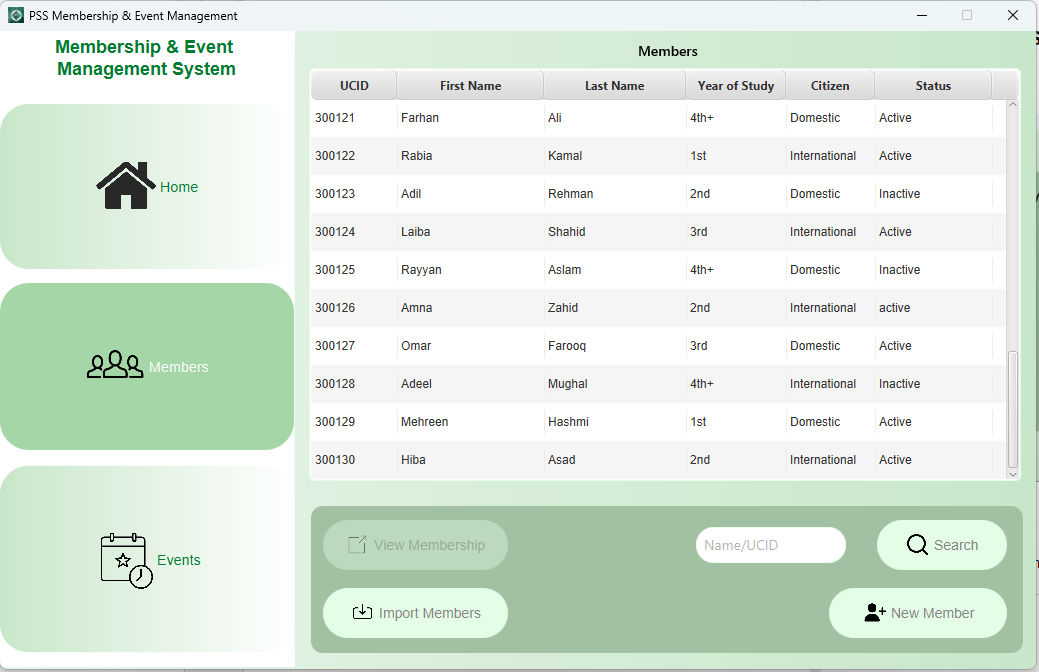 PSS Membership & Event Management
Membership & Event
Management System
Home
Members
Events
Members
UCID First Name Last Name Year of Study Citizen Status
300121 Farhan Ali 4th+ Domestic Active
300122 Rabia Kamal 1st International Active
300123 Adil Rehman 2nd Domestic Inactive
300124 Laiba Shahid 3rd International Active
300125 Rayyan Aslam 4th+ Domestic Inactive
300126 Amna Zahid 2nd International active
300127 Omar Farooq 3rd Domestic Active
300128 Adeel Mughal 4th+ International Inactive
300129 Mehreen Hashmi 1st Domestic Active
300130 Hiba Asad 2nd International Active
View Membership Name/UCID Search
Import Members New Member